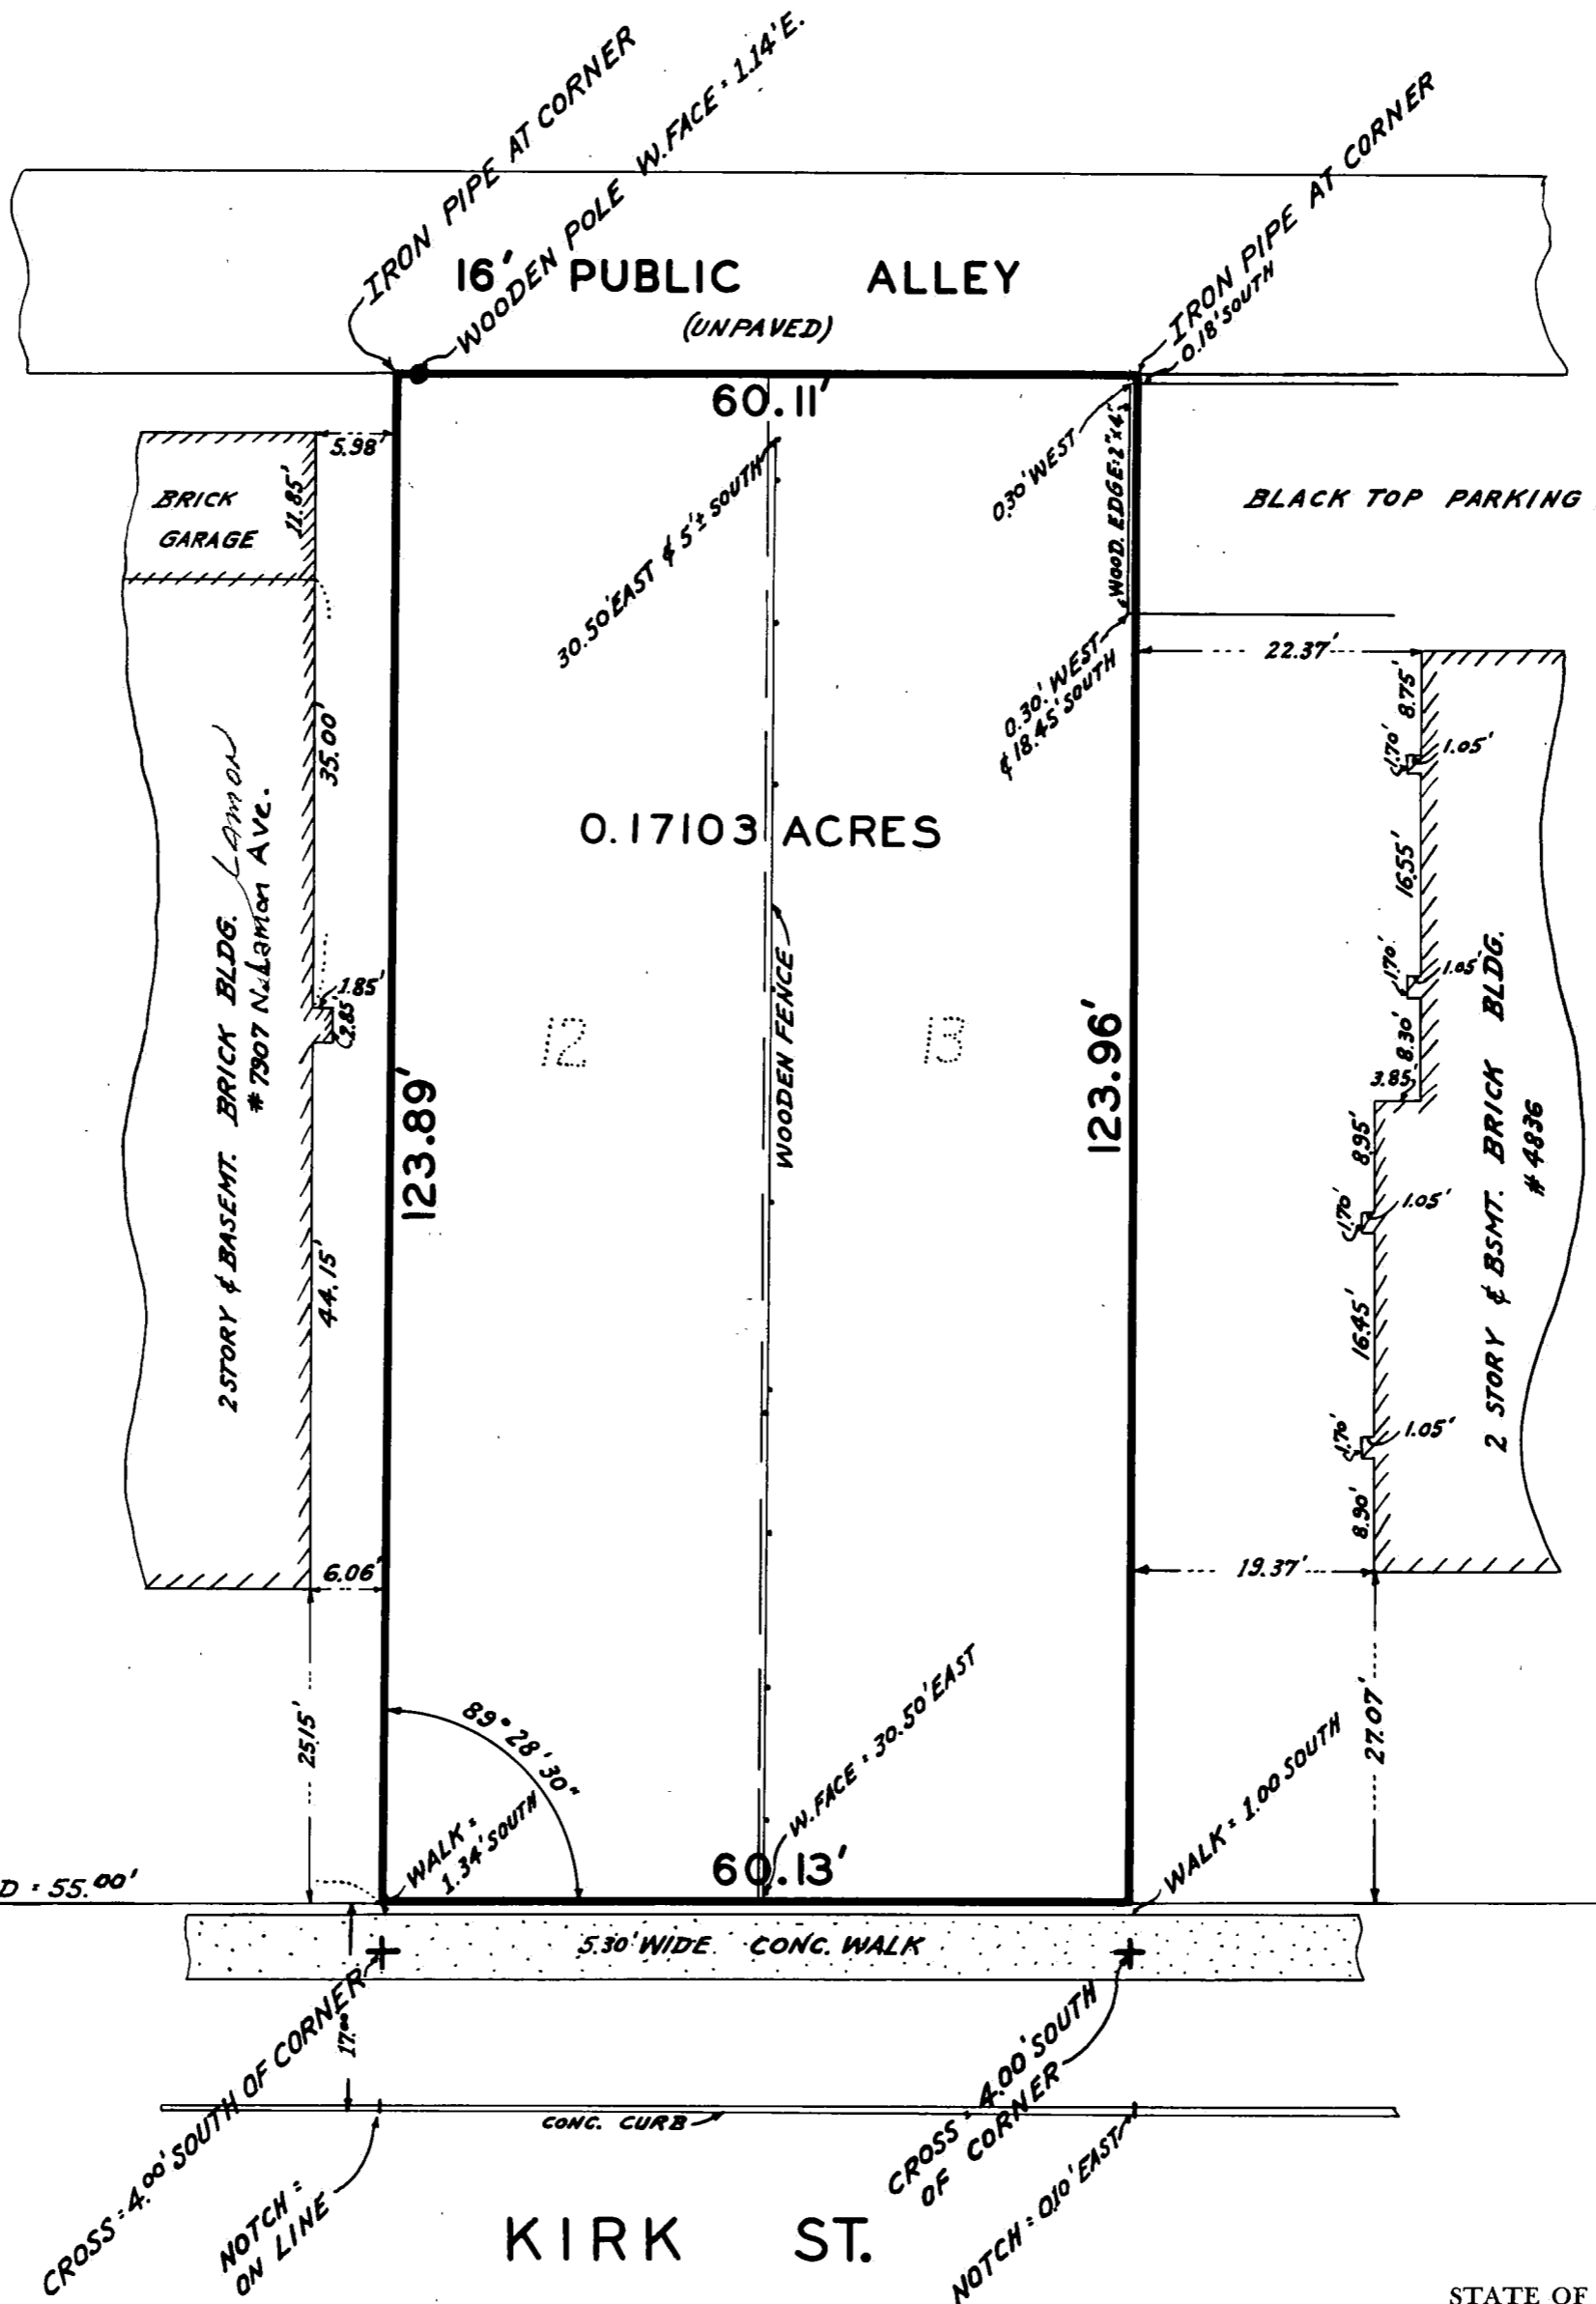 IRON PIPE AT CORNER
WOODEN POLE W. FACE = 1.14' E.
IRON PIPE AT CORNER
0.18' SOUTH
16' PUBLIC ALLEY
(UNPAVED)
60.11'
5.98'
BRICK
GARAGE
11.85'
30.50' EAST & 5'± SOUTH
0.30' WEST
WOOD. EDGE: 2"x4"
BLACK TOP PARKING
0.30' WEST
& 18.45' SOUTH
22.37'
8.75'
1.70'
1.05'
35.00'
Lamon
2 STORY & BASEMT. BRICK BLDG.
# 7907 N. Lamon Ave.
0.17103 ACRES
16.55'
1.70'
1.05'
8.30'
3.85'
2 STORY & BSMT. BRICK BLDG.
# 4836
1.85'
2.85'
12
13
WOODEN FENCE
123.89'
123.96'
8.95'
1.70'
1.05'
44.15'
16.45'
1.70'
1.05'
8.90'
6.06'
19.37'
25.15'
89° 28' 30"
W. FACE = 30.50' EAST
27.07'
WALK =
1.34' SOUTH
60.13'
WALK = 1.00 SOUTH
D = 55.00'
5.30' WIDE CONC. WALK
17.00'
CROSS = 4.00' SOUTH OF CORNER
CROSS = 4.00' SOUTH
OF CORNER
CONC. CURB
NOTCH =
ON LINE
NOTCH = 0.10' EAST
KIRK ST.
STATE OF